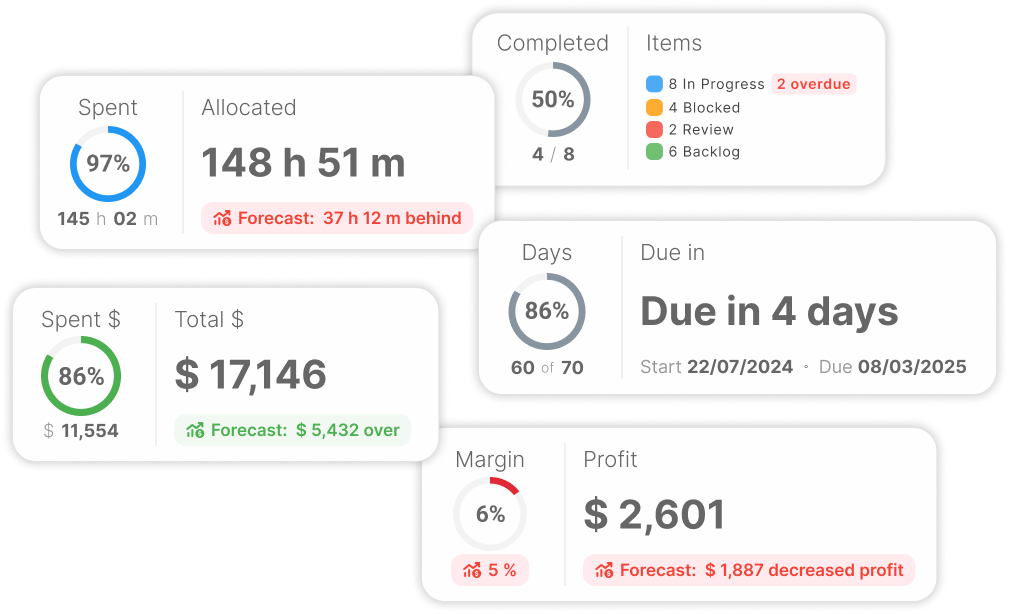 Completed
50%
4 / 8
Items
8 In Progress 2 overdue
4 Blocked
2 Review
6 Backlog
Spent
97%
145 h 02 m
Allocated
148 h 51 m
Forecast: 37 h 12 m behind
Days
86%
60 of 70
Due in
Due in 4 days
Start 22/07/2024 • Due 08/03/2025
Spent $
86%
$ 11,554
Total $
$ 17,146
Forecast: $ 5,432 over
Margin
6%
5 %
Profit
$ 2,601
Forecast: $ 1,887 decreased profit